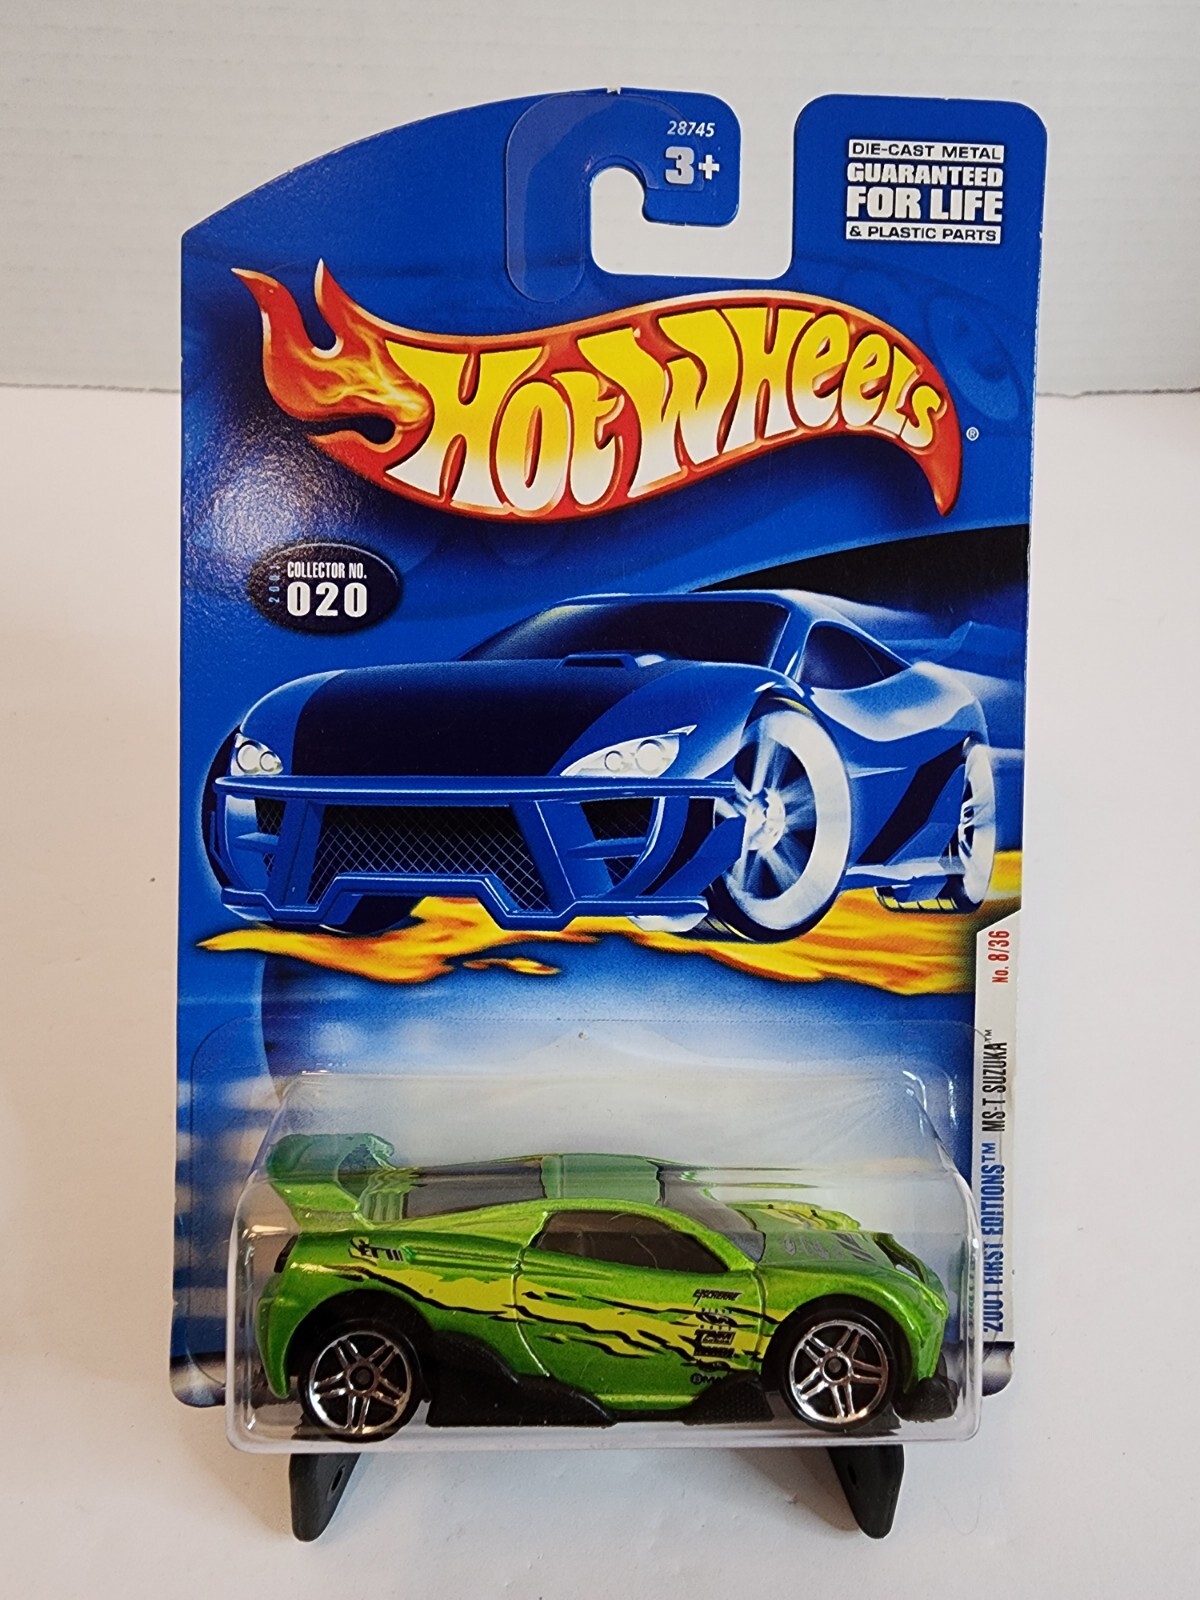 28745
3+
DIE-CAST METAL
GUARANTEED
FOR LIFE
& PLASTIC PARTS
HOT WHEELS®
2001
COLLECTOR NO.
020
No. 8/36
2001 FIRST EDITIONS™ MS-T SUZUKA™